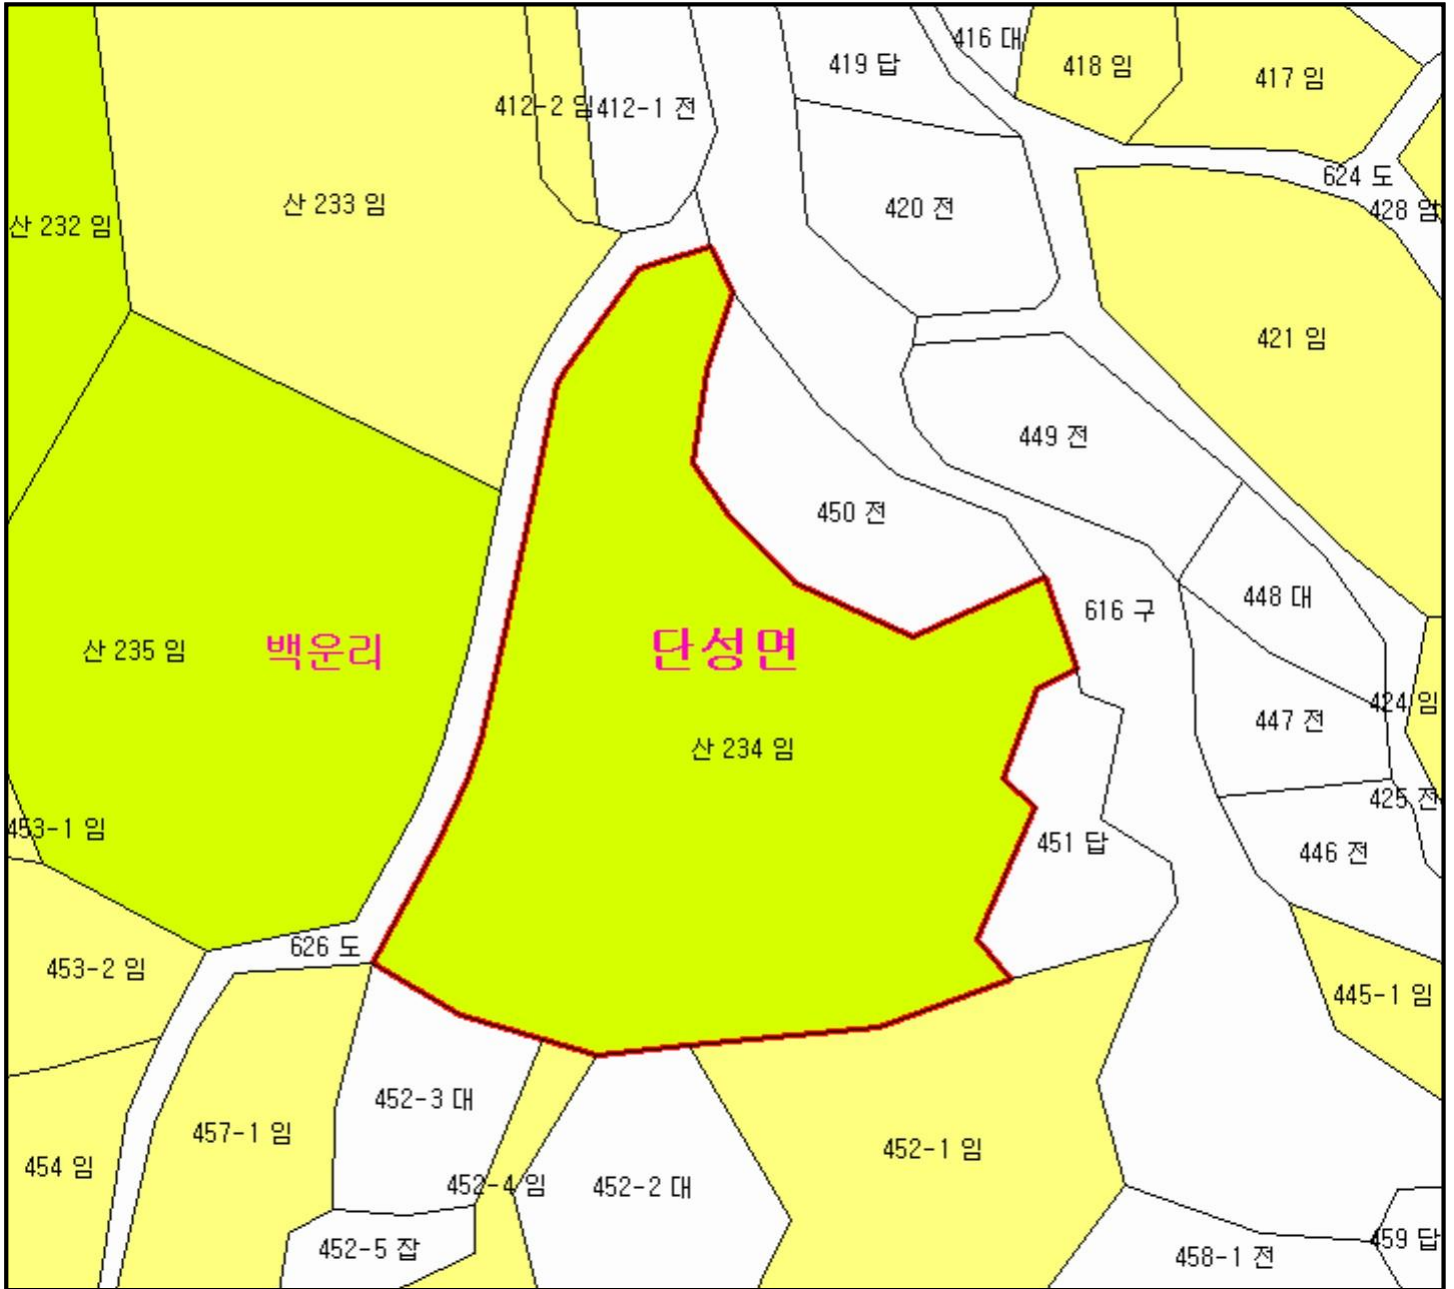 416 대
419 답
418 임
417 임
412-2 임
412-1 전
624 도
산 233 임
420 전
428 임
산 232 임
421 임
449 전
450 전
448 대
616 구
산 235 임
백운리
단성면
424 임
447 전
산 234 임
425 전
453-1 임
451 답
446 전
626 도
453-2 임
445-1 임
452-3 대
457-1 임
452-1 임
454 임
452-4 임
452-2 대
459 답
452-5 잡
458-1 전